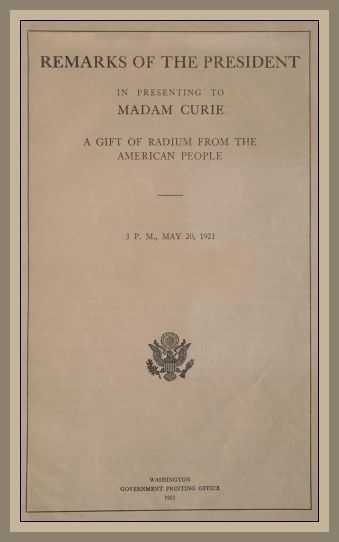 REMARKS OF THE PRESIDENT
IN PRESENTING TO
MADAM CURIE
A GIFT OF RADIUM FROM THE
AMERICAN PEOPLE
3 P. M., MAY 20, 1921
WASHINGTON
GOVERNMENT PRINTING OFFICE
1921